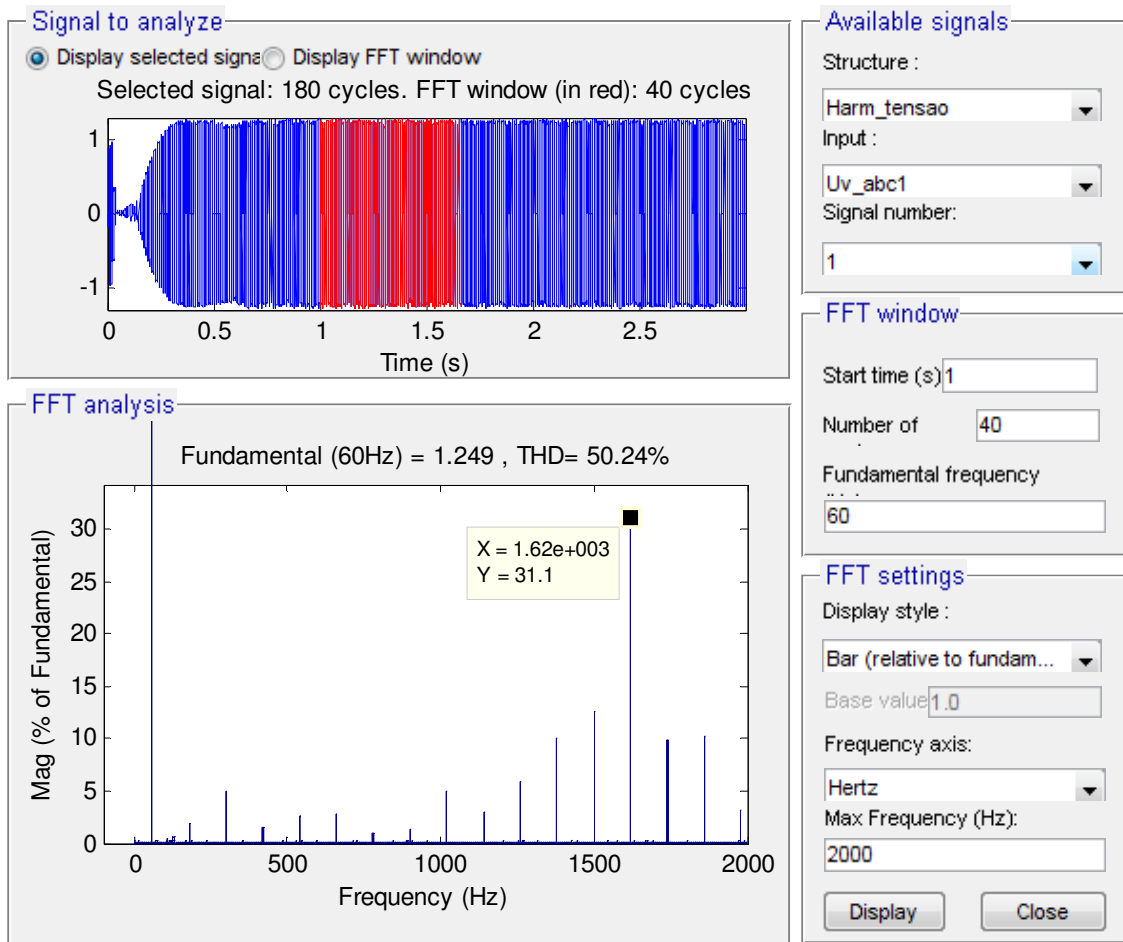 Signal to analyze
Display selected signa
Display FFT window
Selected signal: 180 cycles. FFT window (in red): 40 cycles
1
0
-1
0
0.5
1
1.5
2
2.5
Time (s)
FFT analysis
Fundamental (60Hz) = 1.249 , THD= 50.24%
30
25
20
15
10
5
0
Mag (% of Fundamental)
X = 1.62e+003
Y = 31.1
0
500
1000
1500
2000
Frequency (Hz)
Available signals
Structure :
Harm_tensao
Input :
Uv_abc1
Signal number:
1
FFT window
Start time (s)
1
Number of
40
Fundamental frequency
60
FFT settings
Display style :
Bar (relative to fundam...
Base value
1.0
Frequency axis:
Hertz
Max Frequency (Hz):
2000
Display
Close